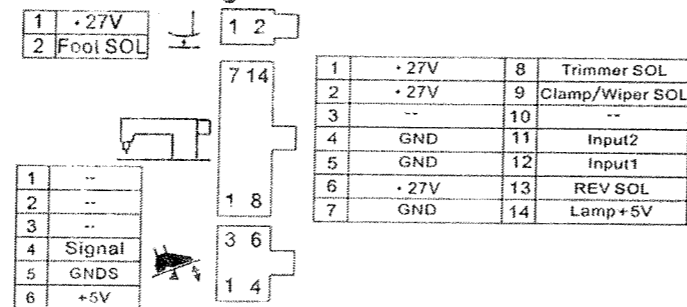 1 • 27V
2 Foot SOL
1 2
7 14
1 8
3 6
1 4
1 • 27V 8 Trimmer SOL
2 • 27V 9 Clamp/Wiper SOL
3 -- 10 --
4 GND 11 Input2
5 GND 12 Input1
6 • 27V 13 REV SOL
7 GND 14 Lamp+5V
1 --
2 --
3 --
4 Signal
5 GNDS
6 +5V